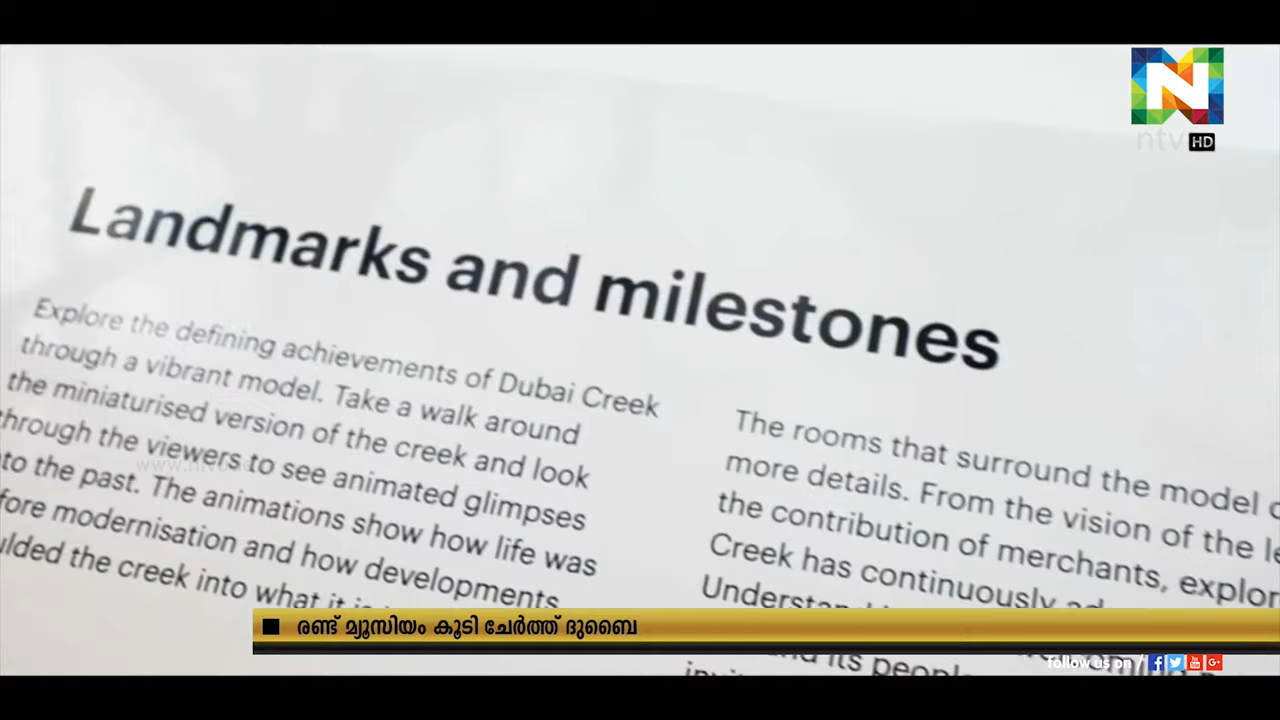 N
ntv HD
Landmarks and milestones
Explore the defining achievements of Dubai Creek
through a vibrant model. Take a walk around
the miniaturised version of the creek and look
through the viewers to see animated glimpses
to the past. The animations show how life was
fore modernisation and how developments
ulded the creek into what it is
The rooms that surround the model
more details. From the vision of the
the contribution of merchants, explor
Creek has continuously
and its people
രണ്ട് മ്യൂസിയം കൂടി ചേർത്ത് ദുബൈ
follow us on /